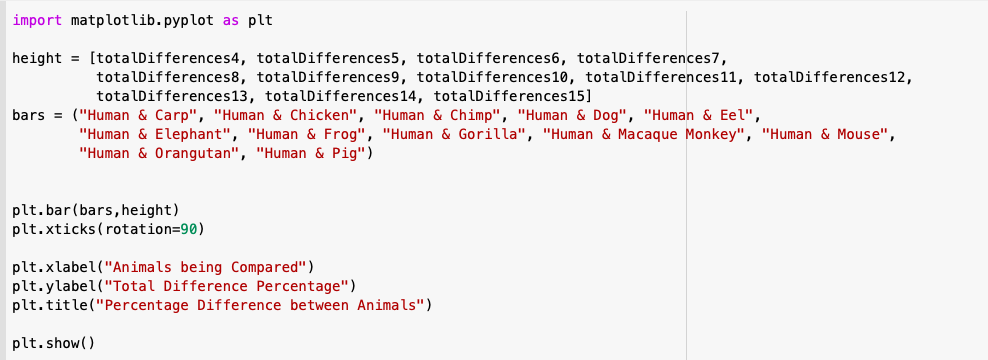 import matplotlib.pyplot as plt
height = [totalDifferences4, totalDifferences5, totalDifferences6, totalDifferences7,
totalDifferences8, totalDifferences9, totalDifferences10, totalDifferences11, totalDifferences12,
totalDifferences13, totalDifferences14, totalDifferences15]
bars = ("Human & Carp", "Human & Chicken", "Human & Chimp", "Human & Dog", "Human & Eel",
"Human & Elephant", "Human & Frog", "Human & Gorilla", "Human & Macaque Monkey", "Human & Mouse",
"Human & Orangutan", "Human & Pig")
plt.bar(bars,height)
plt.xticks(rotation=90)
plt.xlabel("Animals being Compared")
plt.ylabel("Total Difference Percentage")
plt.title("Percentage Difference between Animals")
plt.show()